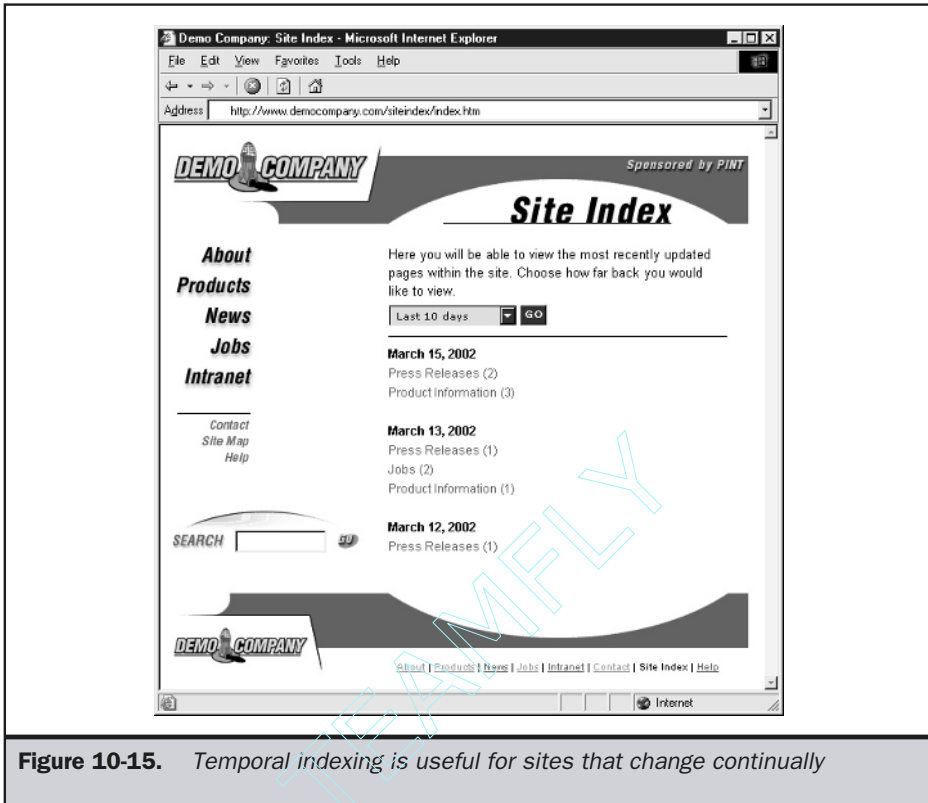 Demo Company: Site Index - Microsoft Internet Explorer
File Edit View Favorites Tools Help
Address http://www.democompany.com/siteindex/index.htm
DEMO COMPANY
Sponsored by PINT
Site Index
About
Products
News
Jobs
Intranet
Contact
Site Map
Help
SEARCH GO
Here you will be able to view the most recently updated
pages within the site. Choose how far back you would
like to view.
Last 10 days GO
March 15, 2002
Press Releases (2)
Product Information (3)
March 13, 2002
Press Releases (1)
Jobs (2)
Product Information (1)
March 12, 2002
Press Releases (1)
DEMO COMPANY
About | Products | News | Jobs | Intranet | Contact | Site Index | Help
Internet
TEAMFLY
Figure 10-15. Temporal indexing is useful for sites that change continually